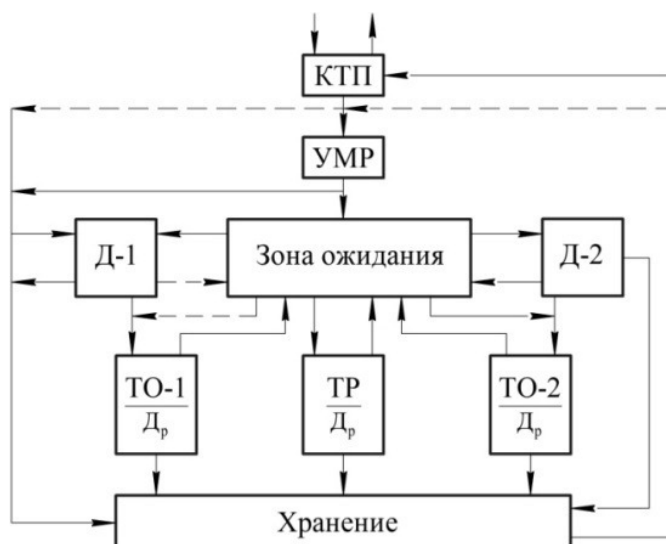 КТП
УМР
Д-1
Зона ожидания
Д-2
ТО-1
Др
ТР
Др
ТО-2
Др
Хранение